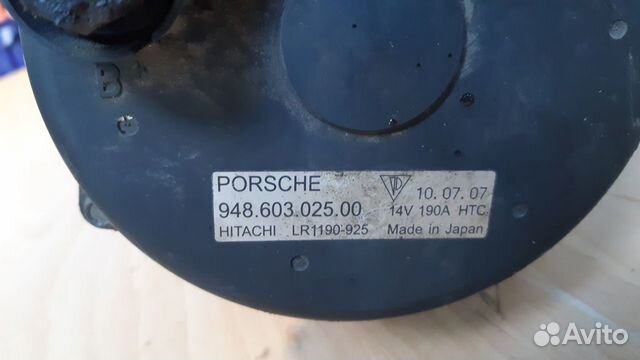 B+
PORSCHE 10.07.07
948.603.025.00 14V 190A HTC
HITACHI LR1190-925 Made in Japan
Avito